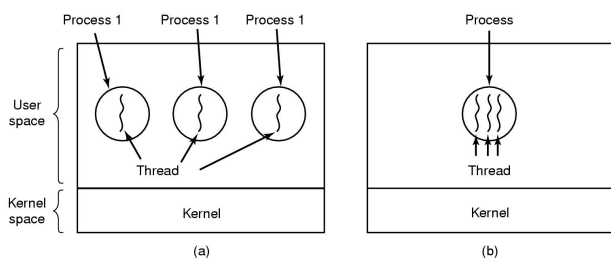 Process 1
Process 1
Process 1
Process
User
space
Thread
Thread
Kernel
space
Kernel
Kernel
(a)
(b)